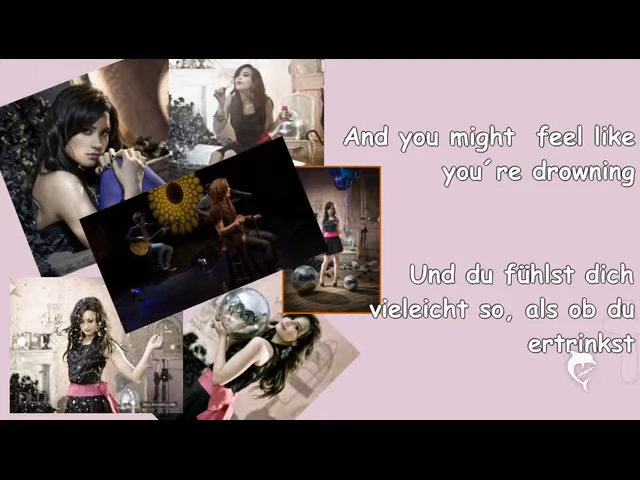 And you might feel like
you´re drowning
Und du fühlst dich
vieleicht so, als ob du
ertrinkst